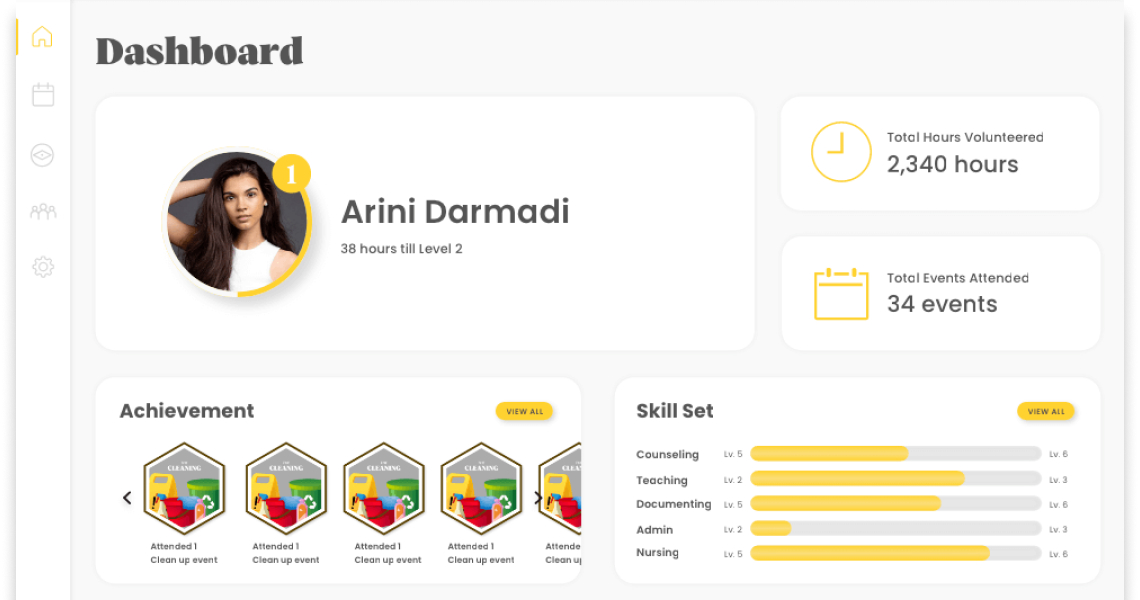 Dashboard
1
Arini Darmadi
38 hours till Level 2
Total Hours Volunteered
2,340 hours
Total Events Attended
34 events
Achievement
VIEW ALL
CLEANING
CLEANING
CLEANING
CLEANING
Attended 1
Clean up event
Attended 1
Clean up event
Attended 1
Clean up event
Attended 1
Clean up event
Clean
Skill Set
VIEW ALL
Counseling Lv. 5 Lv. 6
Teaching Lv. 2 Lv. 3
Documenting Lv. 5 Lv. 6
Admin Lv. 2 Lv. 3
Nursing Lv. 5 Lv. 6